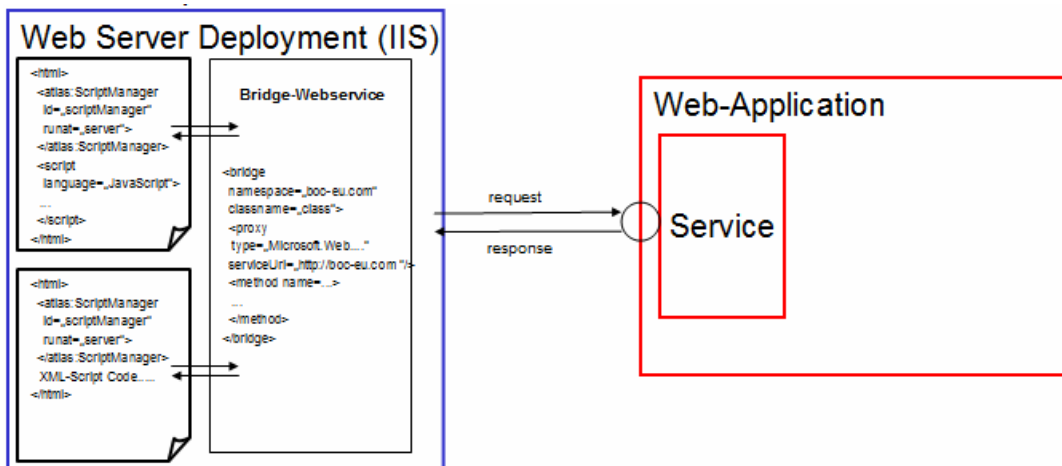 Web Server Deployment (IIS)
<html>
<atlas:ScriptManager
id=„scriptManager"
runat=„server">
</atlas:ScriptManager>
<script
language=„JavaScript">
...
</script>
</html>
<html>
<atlas:ScriptManager
id=„scriptManager"
runat=„server">
</atlas:ScriptManager>
XML-Script Code.....
</html>
Bridge-Webservice
<bridge
namespace=„boc-eu.com"
classname=„class">
<proxy
type=„Microsoft.Web...."
serviceUrl=„http://boc-eu.com "/>
<method name=...>
...
</method>
</bridge>
request
response
Web-Application
Service